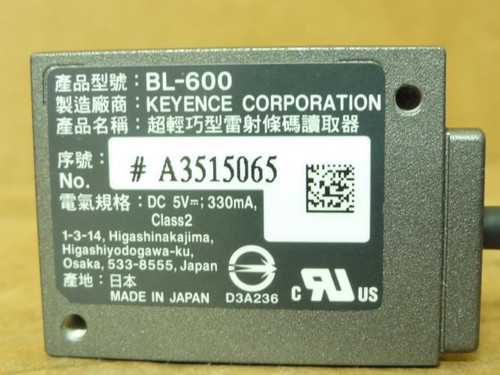 產品型號：BL-600
製造廠商：KEYENCE CORPORATION
產品名稱：超輕巧型雷射條碼讀取器
序號：
No.
# A3515065
電氣規格：DC 5V⎓; 330mA,
Class2
1-3-14, Higashinakajima,
Higashiyodogawa-ku,
Osaka, 533-8555, Japan
產地：日本
MADE IN JAPAN
D3A236
C UR US